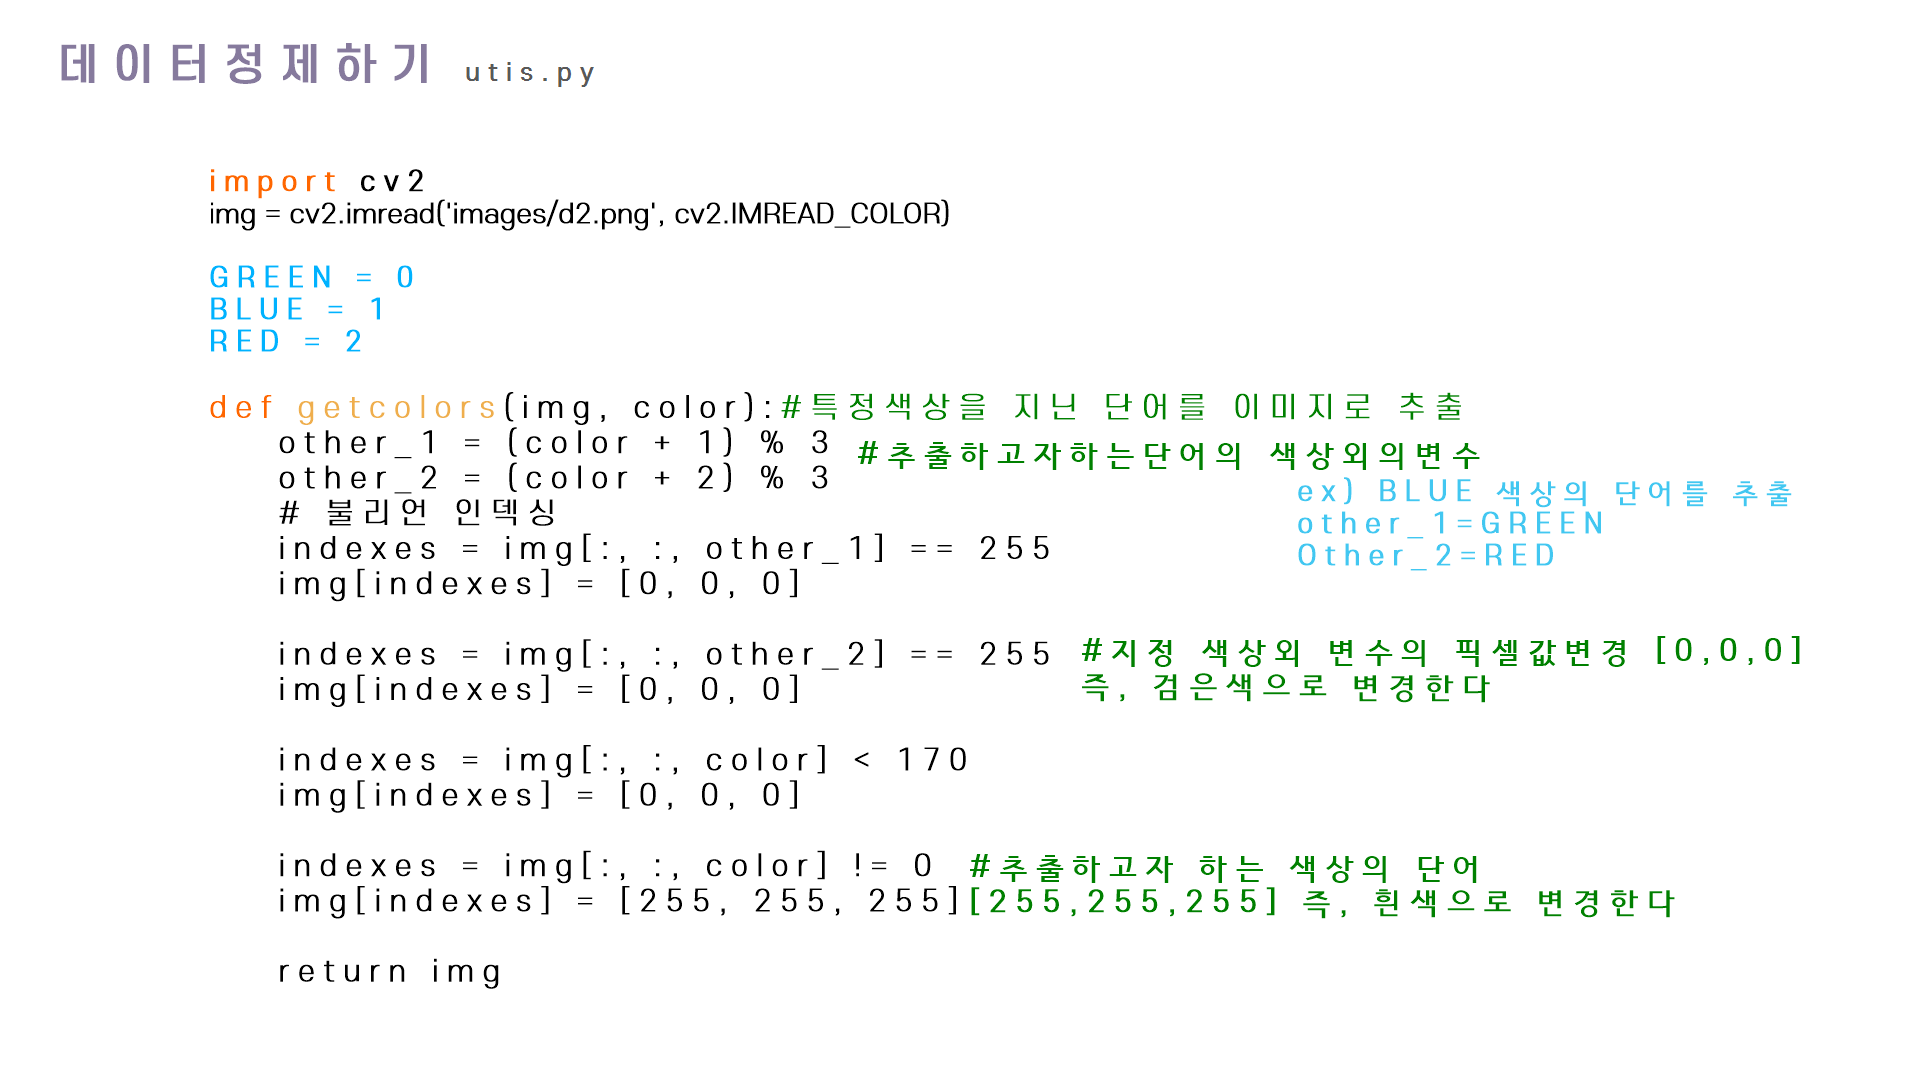 데이터정제하기 utis.py
import cv2
img = cv2.imread('images/d2.png', cv2.IMREAD_COLOR)
GREEN = 0
BLUE = 1
RED = 2
def getcolors(img, color):#특정색상을 지닌 단어를 이미지로 추출
other_1 = (color + 1) % 3
other_2 = (color + 2) % 3
#추출하고자하는단어의 색상외의변수
ex) BLUE 색상의 단어를 추출
other_1=GREEN
Other_2=RED
# 불리언 인덱싱
indexes = img[:, :, other_1] == 255
img[indexes] = [0, 0, 0]
indexes = img[:, :, other_2] == 255 #지정 색상외 변수의 픽셀값변경 [0,0,0]
img[indexes] = [0, 0, 0] 즉, 검은색으로 변경한다
indexes = img[:, :, color] < 170
img[indexes] = [0, 0, 0]
indexes = img[:, :, color] != 0 #추출하고자 하는 색상의 단어
img[indexes] = [255, 255, 255][255,255,255] 즉, 흰색으로 변경한다
return img